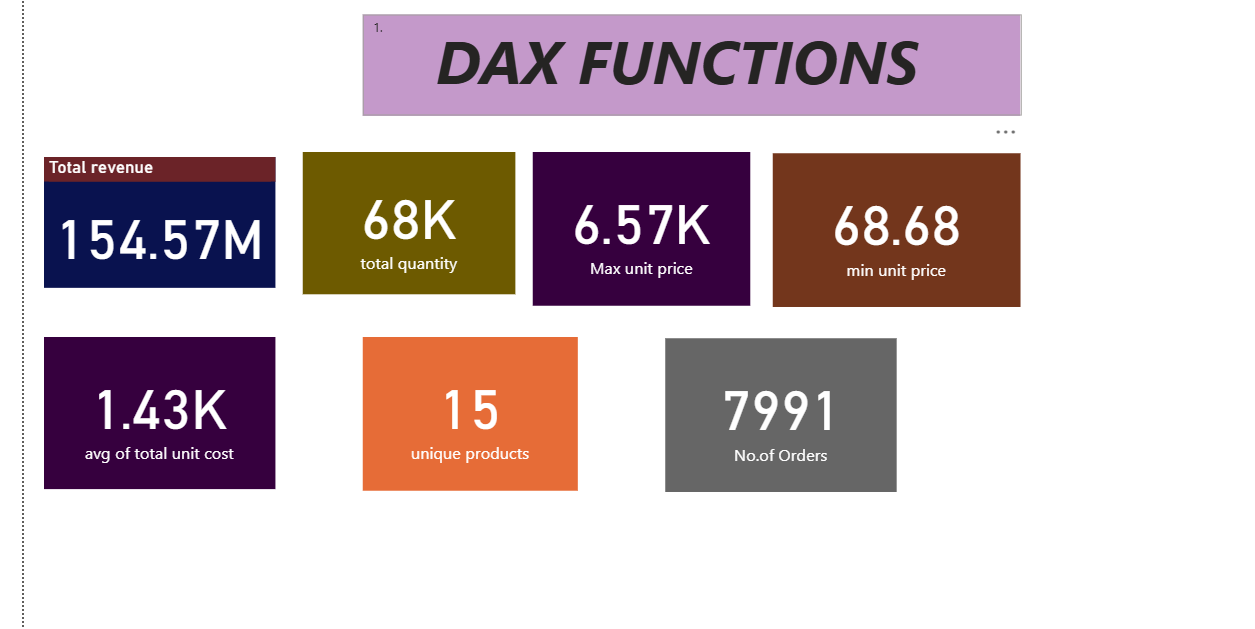 1.
DAX FUNCTIONS
Total revenue
154.57M
68K
total quantity
6.57K
Max unit price
68.68
min unit price
1.43K
avg of total unit cost
15
unique products
7991
No.of Orders